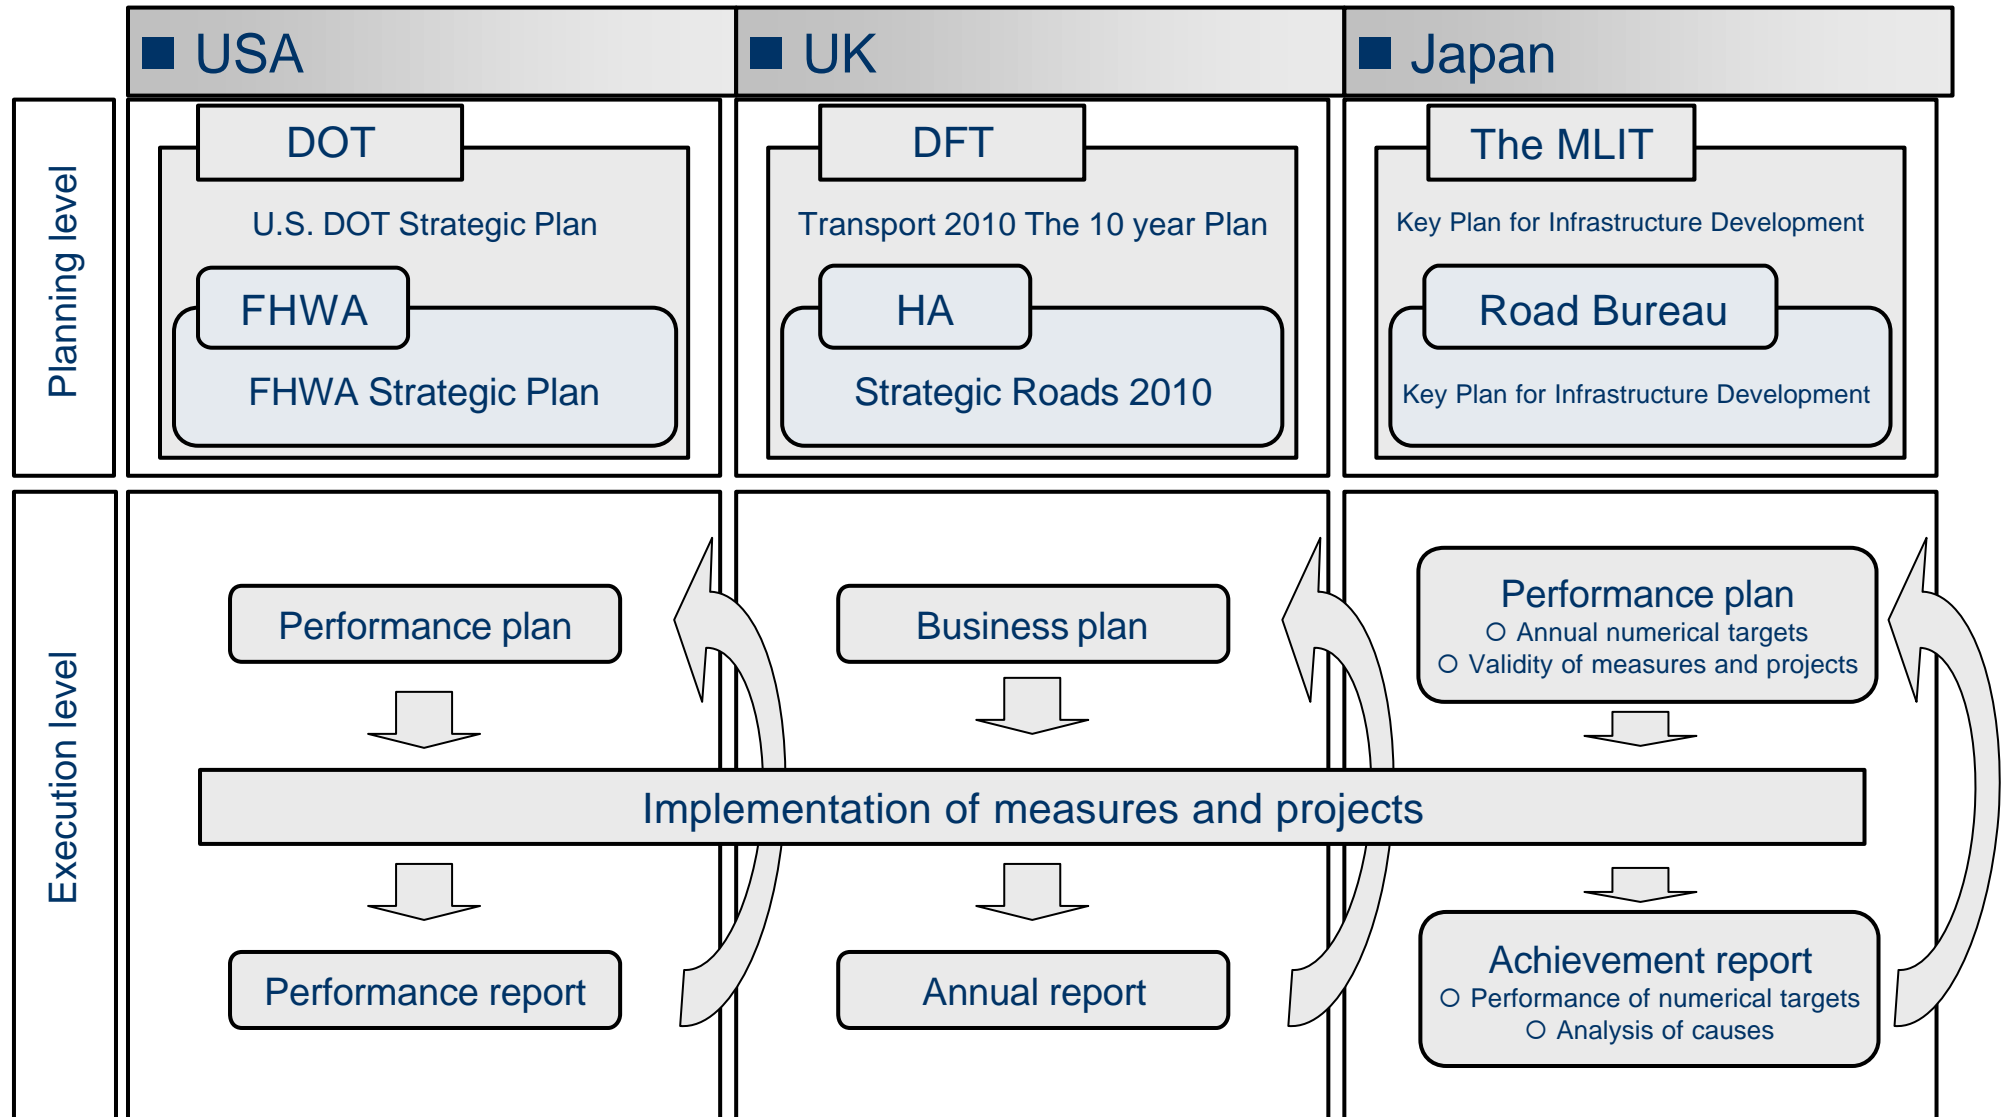 ■ USA
■ UK
■ Japan
Planning level
DOT
U.S. DOT Strategic Plan
FHWA
FHWA Strategic Plan
DFT
Transport 2010 The 10 year Plan
HA
Strategic Roads 2010
The MLIT
Key Plan for Infrastructure Development
Road Bureau
Key Plan for Infrastructure Development
Execution level
Performance plan
Business plan
Performance plan
○ Annual numerical targets
○ Validity of measures and projects
Implementation of measures and projects
Performance report
Annual report
Achievement report
○ Performance of numerical targets
○ Analysis of causes